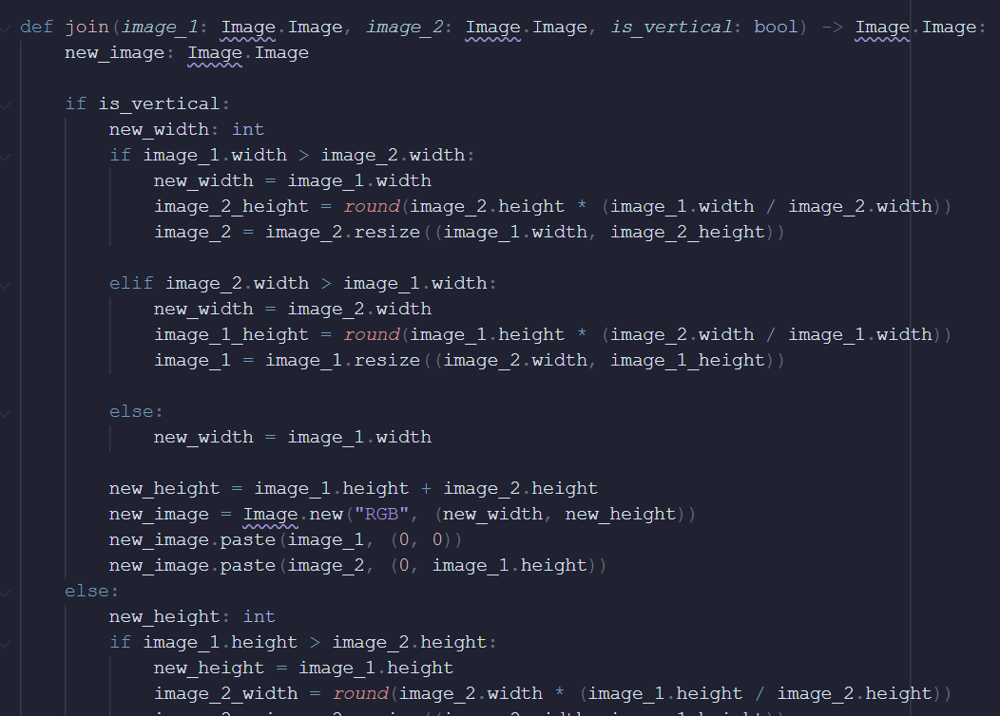 def join(image_1: Image.Image, image_2: Image.Image, is_vertical: bool) -> Image.Image:
    new_image: Image.Image

    if is_vertical:
        new_width: int
        if image_1.width > image_2.width:
            new_width = image_1.width
            image_2_height = round(image_2.height * (image_1.width / image_2.width))
            image_2 = image_2.resize((image_1.width, image_2_height))

        elif image_2.width > image_1.width:
            new_width = image_2.width
            image_1_height = round(image_1.height * (image_2.width / image_1.width))
            image_1 = image_1.resize((image_2.width, image_1_height))

        else:
            new_width = image_1.width

        new_height = image_1.height + image_2.height
        new_image = Image.new("RGB", (new_width, new_height))
        new_image.paste(image_1, (0, 0))
        new_image.paste(image_2, (0, image_1.height))
    else:
        new_height: int
        if image_1.height > image_2.height:
            new_height = image_1.height
            image_2_width = round(image_2.width * (image_1.height / image_2.height))